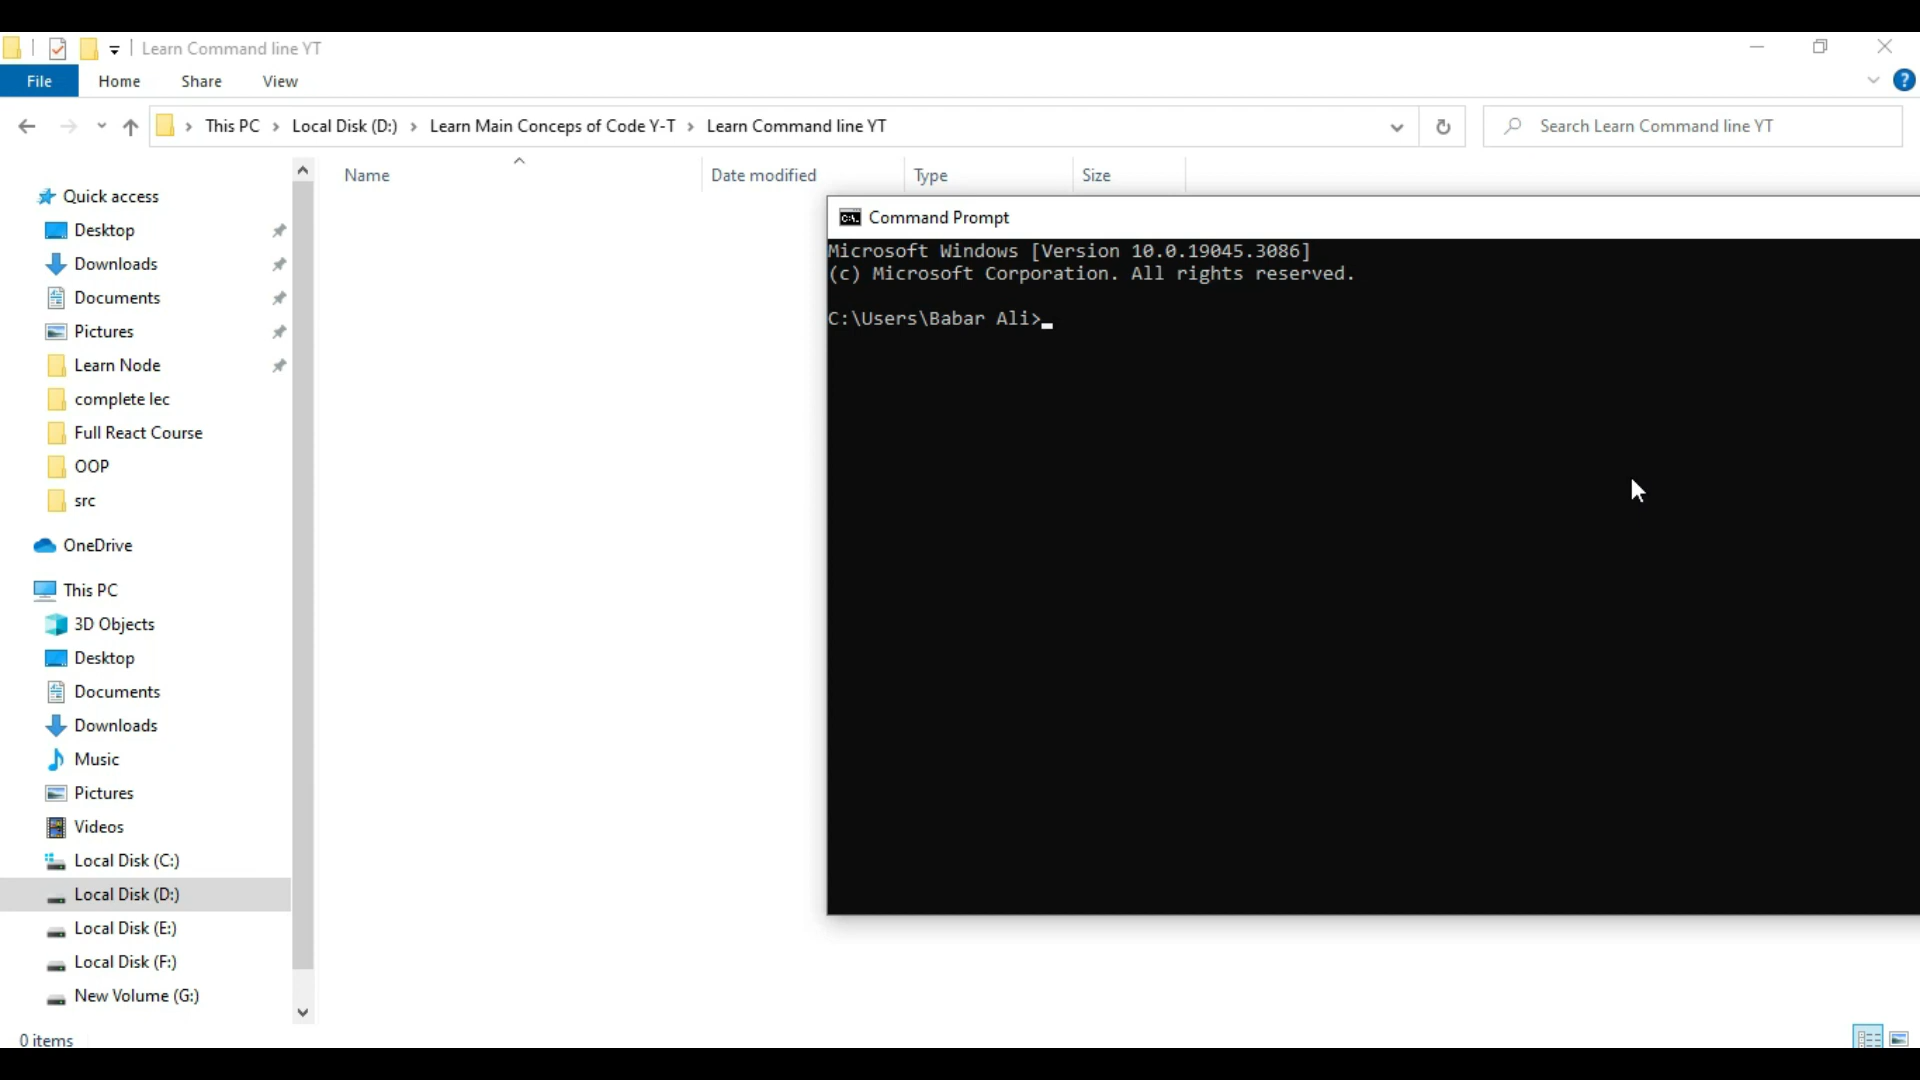 Learn Command line YT
File Home Share View
This PC > Local Disk (D:) > Learn Main Conceps of Code Y-T > Learn Command line YT
Search Learn Command line YT
Name Date modified Type Size
Quick access
Desktop
Downloads
Documents
Pictures
Learn Node
complete lec
Full React Course
OOP
src
OneDrive
This PC
3D Objects
Desktop
Documents
Downloads
Music
Pictures
Videos
Local Disk (C:)
Local Disk (D:)
Local Disk (E:)
Local Disk (F:)
New Volume (G:)
0 items
Command Prompt
Microsoft Windows [Version 10.0.19045.3086]
(c) Microsoft Corporation. All rights reserved.
C:\Users\Babar Ali>